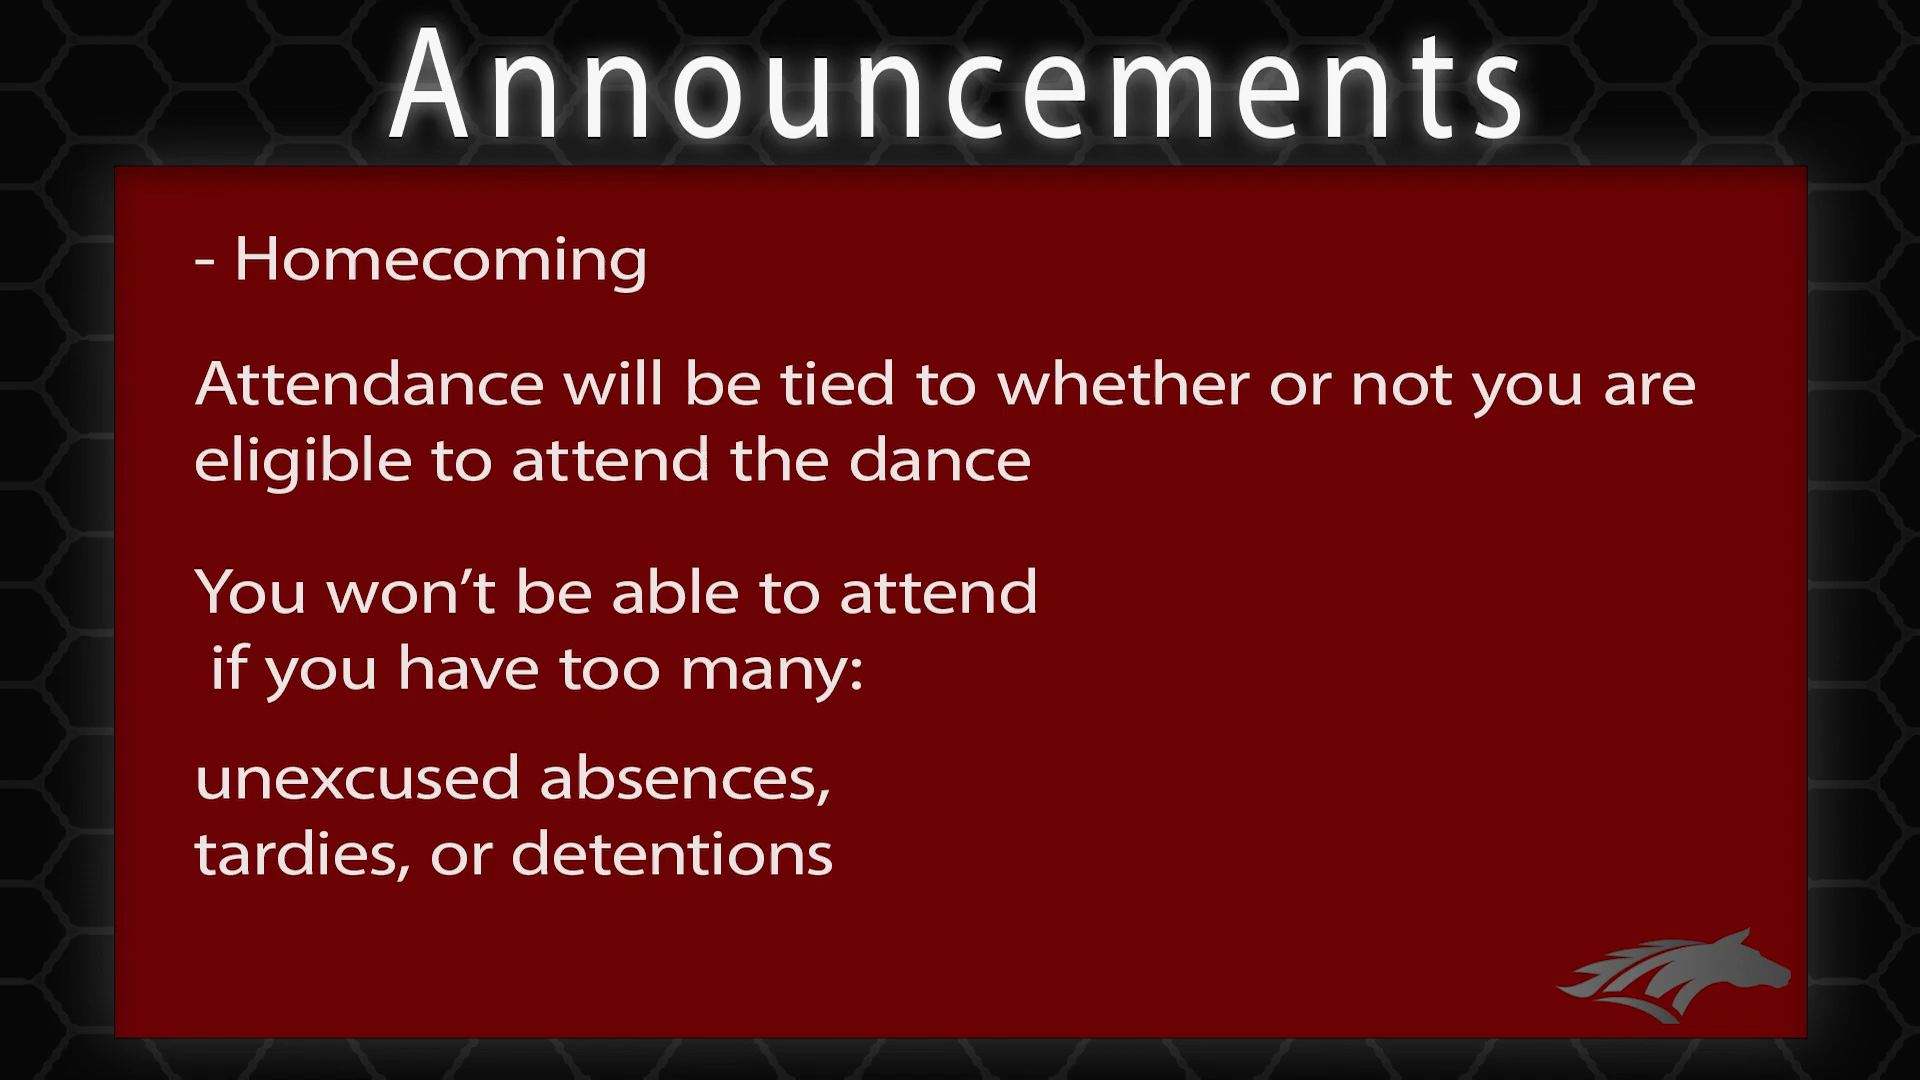 Announcements
- Homecoming
Attendance will be tied to whether or not you are
eligible to attend the dance
You won’t be able to attend
if you have too many:
unexcused absences,
tardies, or detentions